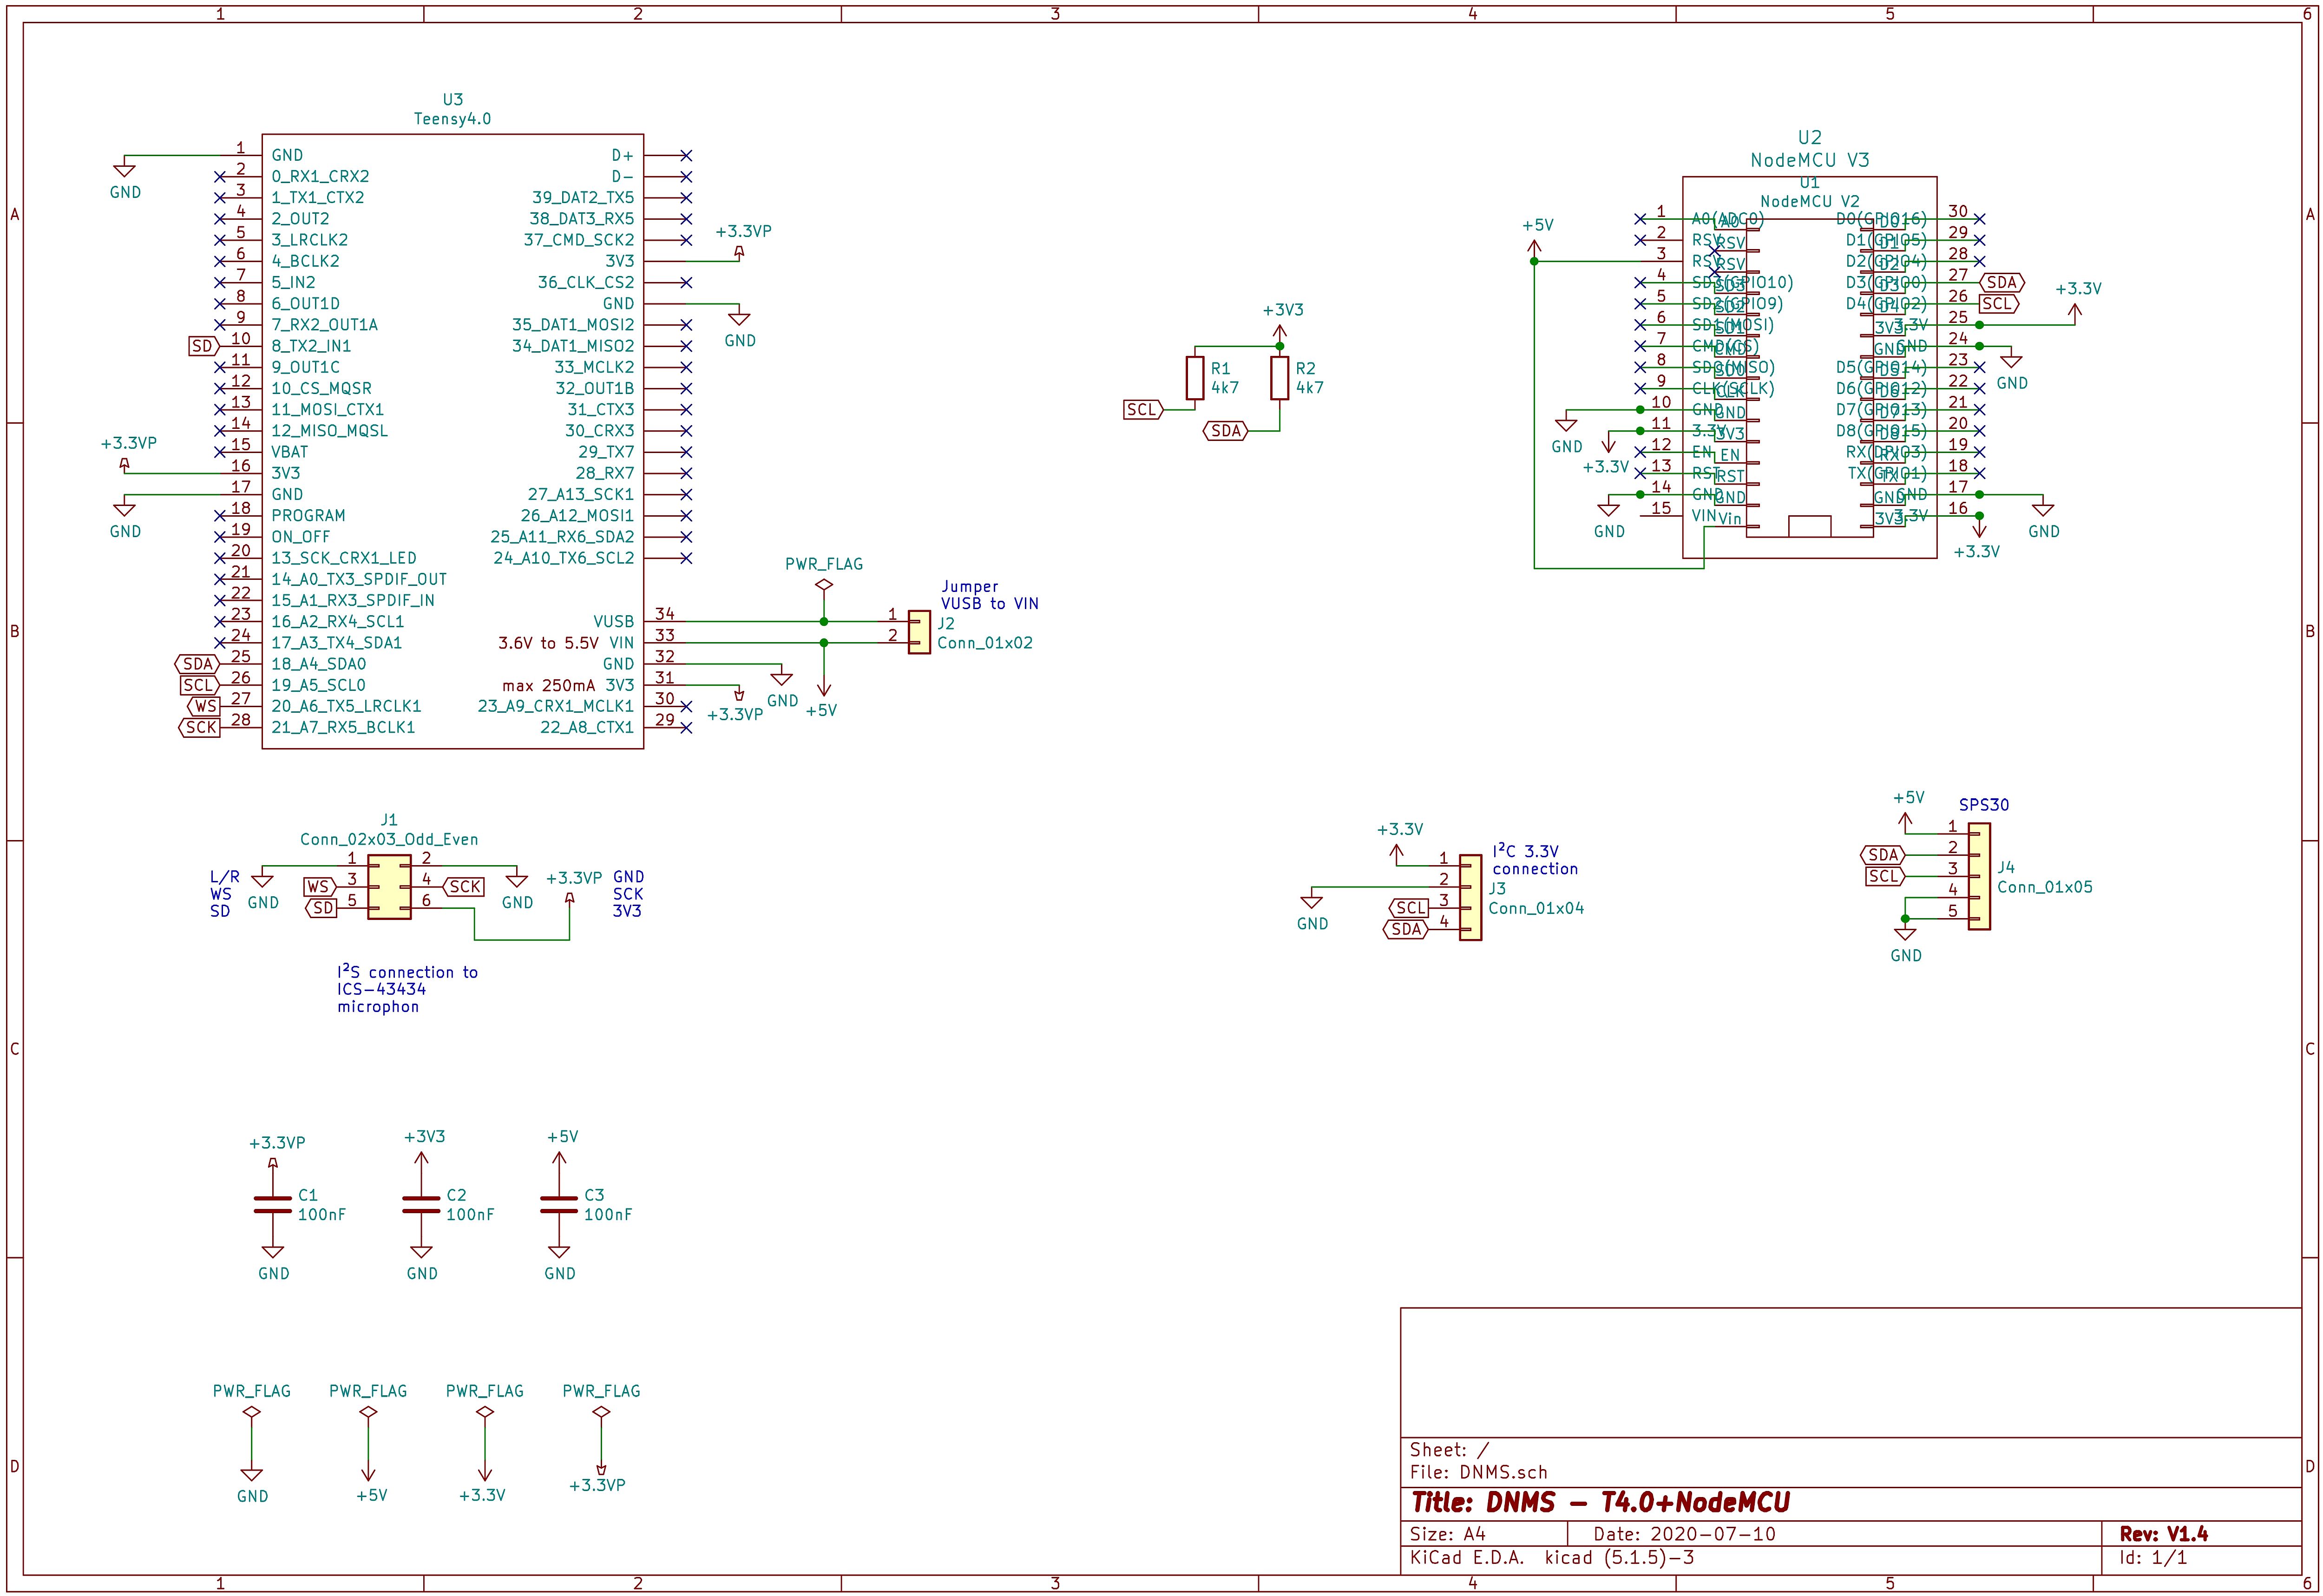 1 2 3 4 5 6
A
B
C
D
A
B
C
D
1 2 3 4 5 6
U3
Teensy4.0
1 GND
2 0_RX1_CRX2
3 1_TX1_CTX2
4 2_OUT2
5 3_LRCLK2
6 4_BCLK2
7 5_IN2
8 6_OUT1D
9 7_RX2_OUT1A
SD 10 8_TX2_IN1
11 9_OUT1C
12 10_CS_MQSR
13 11_MOSI_CTX1
14 12_MISO_MQSL
15 VBAT
16 3V3
17 GND
18 PROGRAM
19 ON_OFF
20 13_SCK_CRX1_LED
21 14_A0_TX3_SPDIF_OUT
22 15_A1_RX3_SPDIF_IN
23 16_A2_RX4_SCL1
24 17_A3_TX4_SDA1
SDA 25 18_A4_SDA0
SCL 26 19_A5_SCL0
WS 27 20_A6_TX5_LRCLK1
SCK 28 21_A7_RX5_BCLK1
GND
+3.3VP
GND
D+
D-
39_DAT2_TX5
38_DAT3_RX5
37_CMD_SCK2
3V3
36_CLK_CS2
GND
35_DAT1_MOSI2
34_DAT1_MISO2
33_MCLK2
32_OUT1B
31_CTX3
30_CRX3
29_TX7
28_RX7
27_A13_SCK1
26_A12_MOSI1
25_A11_RX6_SDA2
24_A10_TX6_SCL2
VUSB 34
3.6V to 5.5V VIN 33
GND 32
max 250mA 3V3 31
23_A9_CRX1_MCLK1 30
22_A8_CTX1 29
+3.3VP
GND
PWR_FLAG
+3.3VP
GND
+5V
Jumper
VUSB to VIN
1
2
J2
Conn_01x02
+3V3
R1
4k7
R2
4k7
SCL
SDA
U2
NodeMCU V3
U1
NodeMCU V2
+5V
1 A0(ADC0) A0
2 RSV RSV
3 RSV RSV
4 SD3(GPIO10) SD3
5 SD2(GPIO9) SD2
6 SD1(MOSI) SD1
7 CMD(CS) CMD
8 SD0(MISO) SD0
9 CLK(SCLK) CLK
10 GND GND
11 3.3V 3V3
12 EN EN
13 RST RST
14 GND GND
15 VIN Vin
D0 D0(GPIO16) 30
D1 D1(GPIO5) 29
D2 D2(GPIO4) 28
D3 D3(GPIO0) 27 SDA
D4 D4(GPIO2) 26 SCL
3V3 3.3V 25
GND GND 24
D5 D5(GPIO14) 23
D6 D6(GPIO12) 22
D7 D7(GPIO13) 21
D8 D8(GPIO15) 20
19
TX TX(GPIO1) 18
GND GND 17
3V3 3.3V 16
GND
+3.3V
GND
+3.3V
GND
GND
+3.3V
J1
Conn_02x03_Odd_Even
L/R
WS
SD
GND
1 2
WS 3 4 SCK
SD 5 6
GND
+3.3VP
GND
SCK
3V3
I²S connection to
ICS-43434
microphon
+3.3V
GND
1
2
SCL 3
SDA 4
I²C 3.3V
connection
J3
Conn_01x04
+5V
SPS30
1
SDA 2
SCL 3
4
5
J4
Conn_01x05
GND
+3.3VP
C1
100nF
GND
+3V3
C2
100nF
GND
+5V
C3
100nF
GND
PWR_FLAG
GND
PWR_FLAG
+5V
PWR_FLAG
+3.3V
PWR_FLAG
+3.3VP
Sheet: /
File: DNMS.sch
Title: DNMS - T4.0+NodeMCU
Size: A4 Date: 2020-07-10 Rev: V1.4
KiCad E.D.A. kicad (5.1.5)-3 Id: 1/1